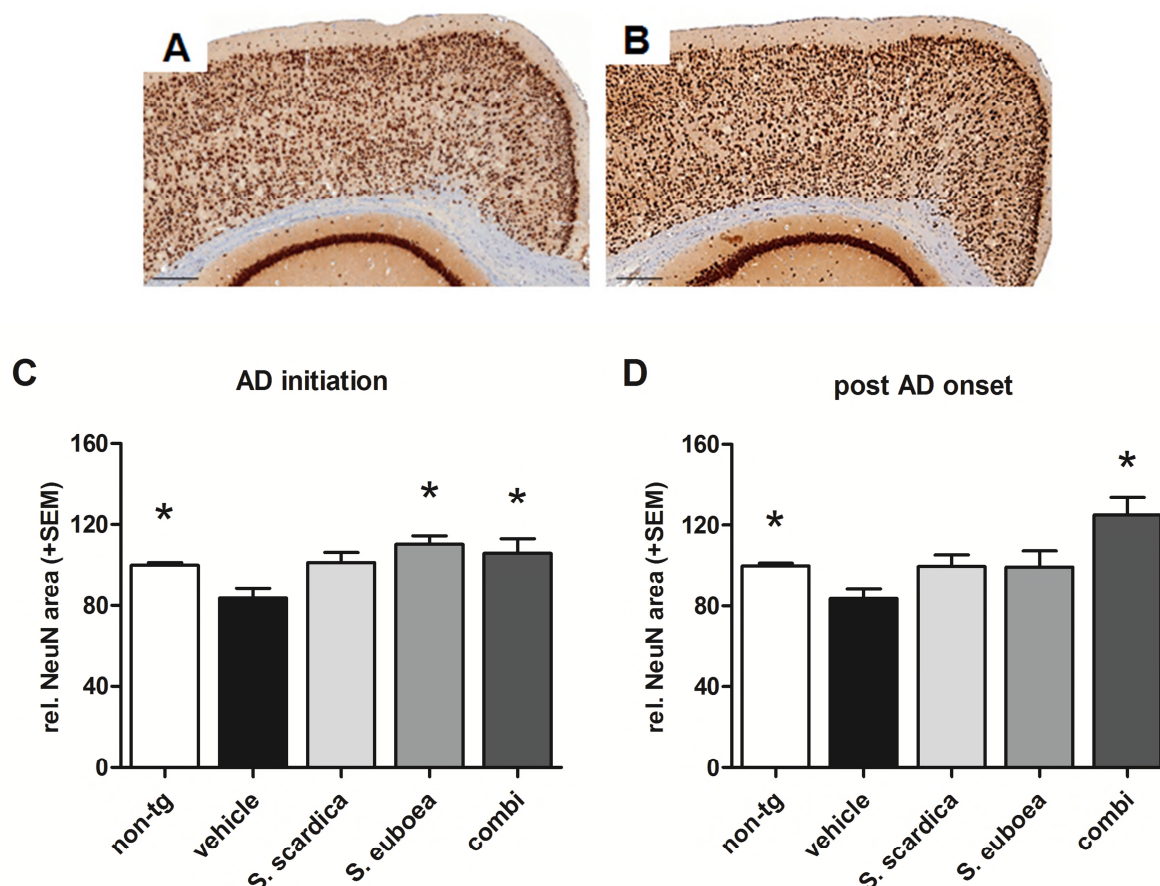 A
B
C
AD initiation
rel. NeuN area (+SEM)
160
120
80
40
0
*
*
*
non-tg
vehicle
S. scardica
S. euboea
combi
D
post AD onset
rel. NeuN area (+SEM)
160
120
80
40
0
*
*
non-tg
vehicle
S. scardica
S. euboea
combi